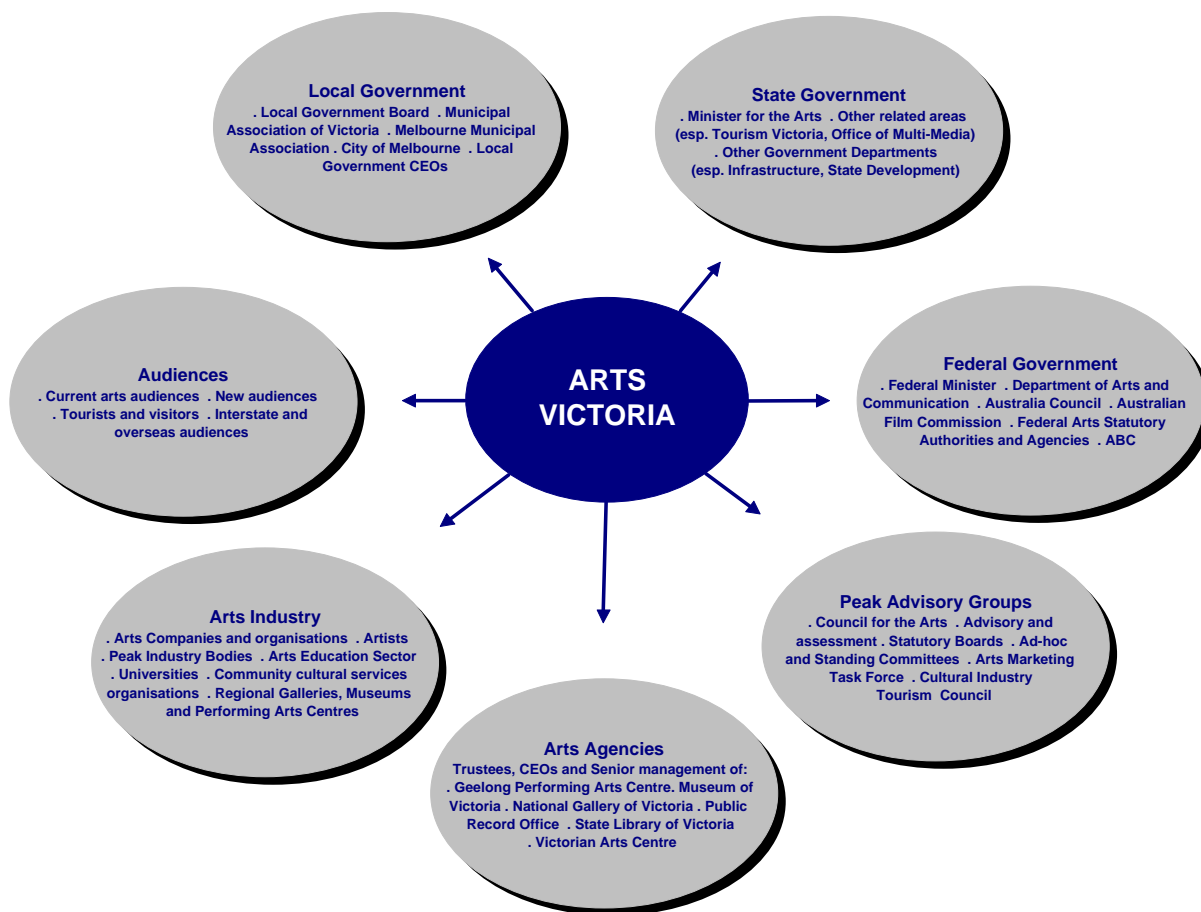 Local Government
. Local Government Board . Municipal
Association of Victoria . Melbourne Municipal
Association . City of Melbourne . Local
Government CEOs
State Government
. Minister for the Arts . Other related areas
(esp. Tourism Victoria, Office of Multi-Media)
. Other Government Departments
(esp. Infrastructure, State Development)
Audiences
. Current arts audiences . New audiences
. Tourists and visitors . Interstate and
overseas audiences
ARTS
VICTORIA
Federal Government
. Federal Minister . Department of Arts and
Communication . Australia Council . Australian
Film Commission . Federal Arts Statutory
Authorities and Agencies . ABC
Arts Industry
. Arts Companies and organisations . Artists
. Peak Industry Bodies . Arts Education Sector
. Universities . Community cultural services
organisations . Regional Galleries, Museums
and Performing Arts Centres
Peak Advisory Groups
. Council for the Arts . Advisory and
assessment . Statutory Boards . Ad-hoc
and Standing Committees . Arts Marketing
Task Force . Cultural Industry
Tourism Council
Arts Agencies
Trustees, CEOs and Senior management of:
. Geelong Performing Arts Centre. Museum of
Victoria . National Gallery of Victoria . Public
Record Office . State Library of Victoria
. Victorian Arts Centre